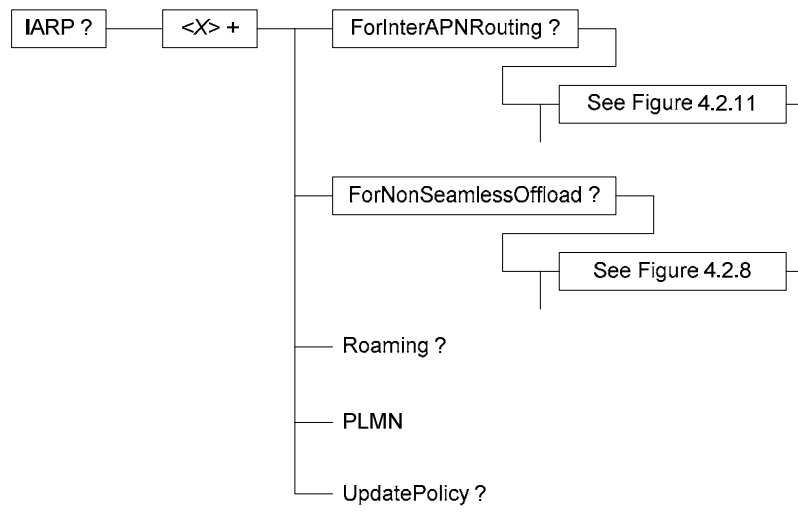 IARP ?
<X> +
ForInterAPNRouting ?
See Figure 4.2.11
ForNonSeamlessOffload ?
See Figure 4.2.8
Roaming ?
PLMN
UpdatePolicy ?